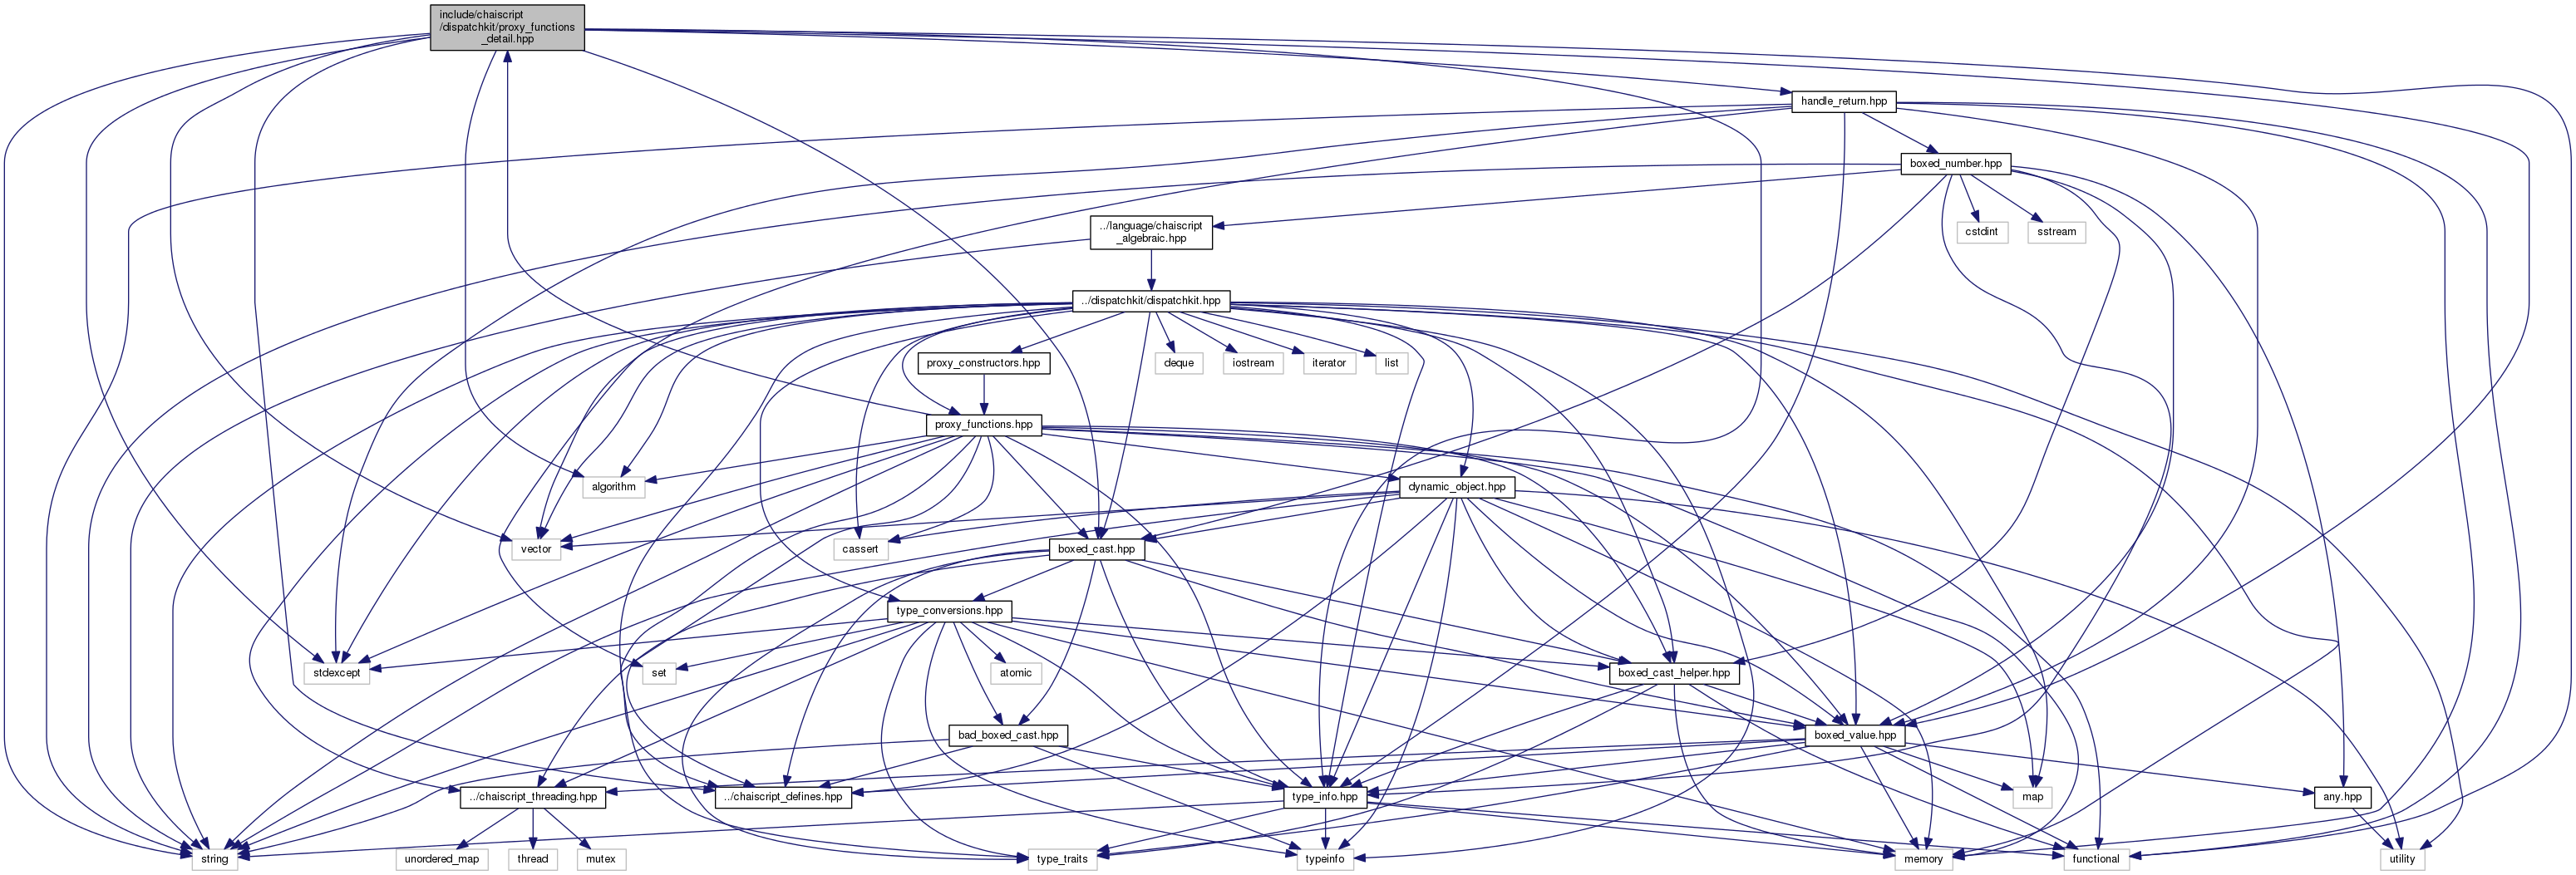 include/chaiscript
/dispatchkit/proxy_functions
_detail.hpp
handle_return.hpp
boxed_number.hpp
../language/chaiscript
_algebraic.hpp
cstdint
sstream
../dispatchkit/dispatchkit.hpp
proxy_constructors.hpp
deque
iostream
iterator
list
proxy_functions.hpp
algorithm
dynamic_object.hpp
vector
cassert
boxed_cast.hpp
type_conversions.hpp
stdexcept
set
atomic
boxed_cast_helper.hpp
bad_boxed_cast.hpp
boxed_value.hpp
../chaiscript_threading.hpp
../chaiscript_defines.hpp
type_info.hpp
map
any.hpp
string
unordered_map
thread
mutex
type_traits
typeinfo
memory
functional
utility